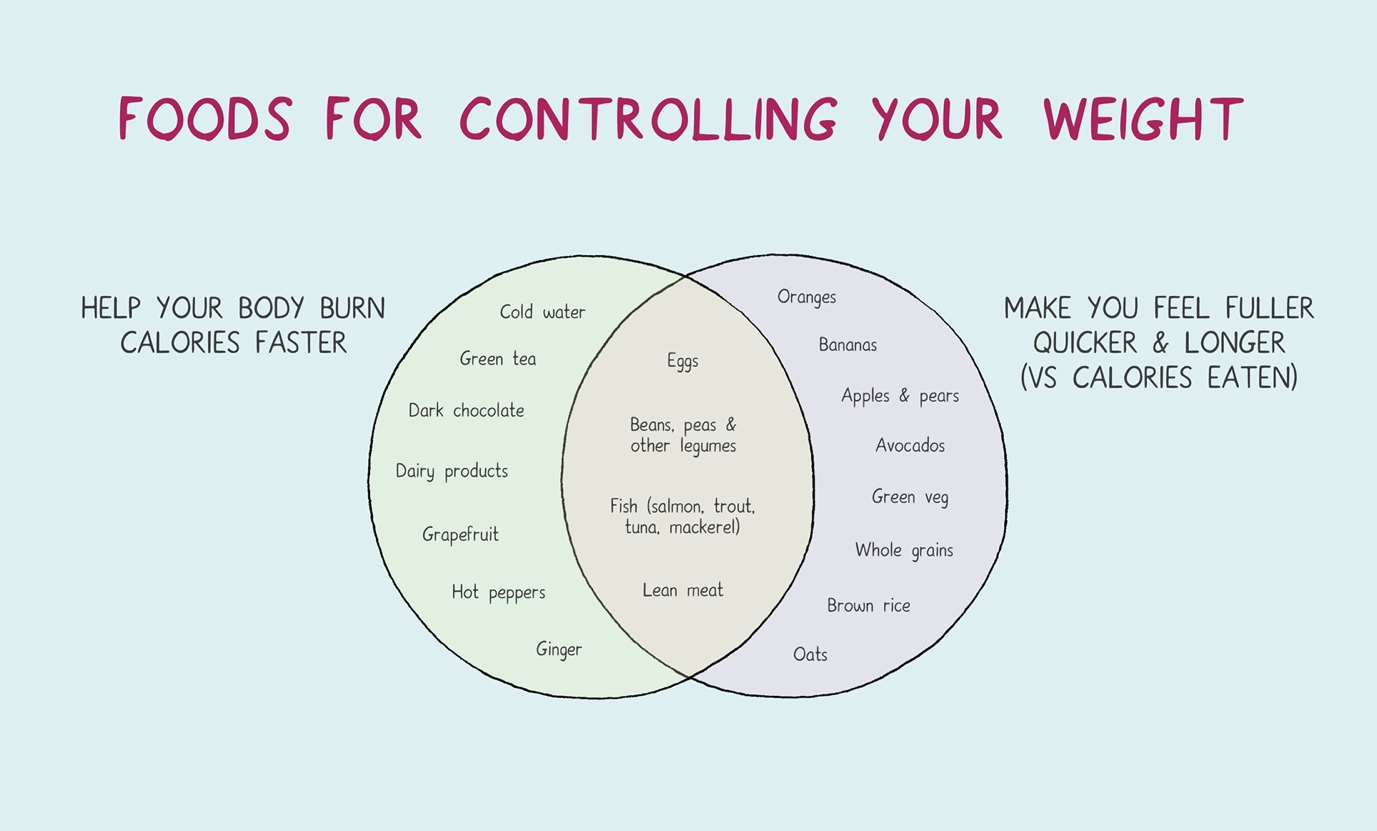 FOODS FOR CONTROLLING YOUR WEIGHT
HELP YOUR BODY BURN
CALORIES FASTER
Cold water
Green tea
Dark chocolate
Dairy products
Grapefruit
Hot peppers
Ginger
Eggs
Beans, peas &
other legumes
Fish (salmon, trout,
tuna, mackerel)
Lean meat
MAKE YOU FEEL FULLER
QUICKER & LONGER
(VS CALORIES EATEN)
Oranges
Bananas
Apples & pears
Avocados
Green veg
Whole grains
Brown rice
Oats